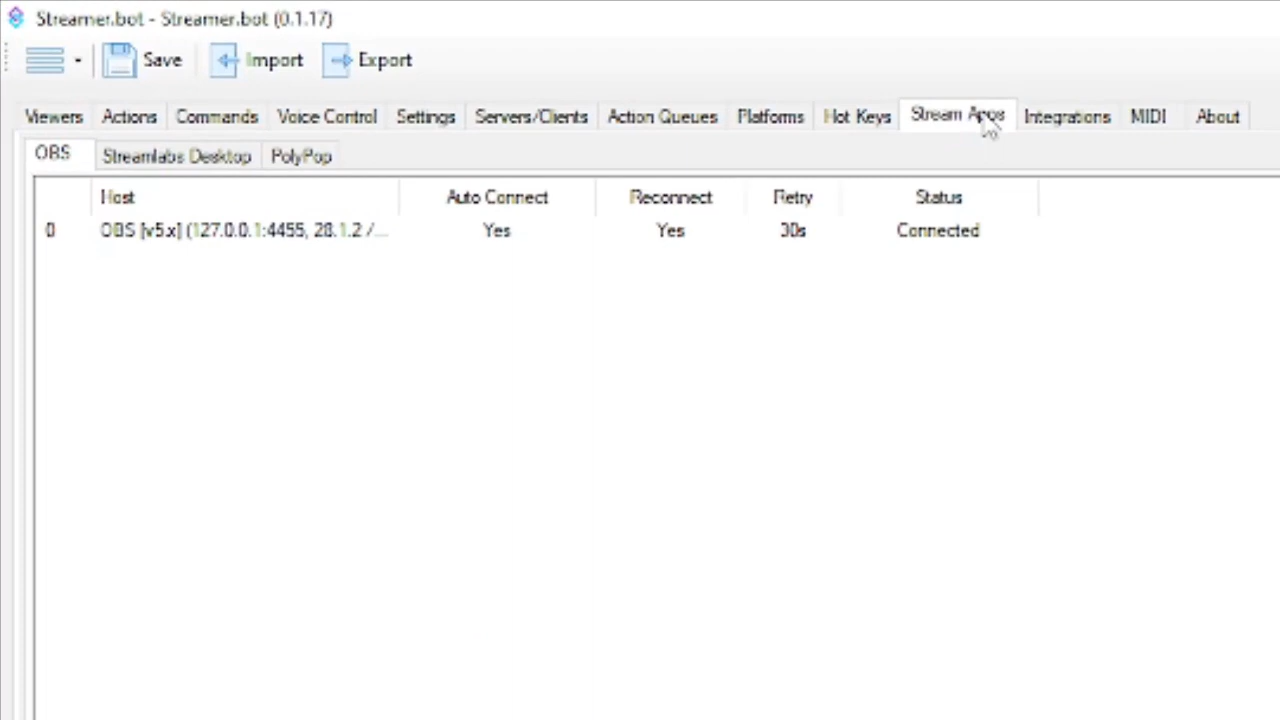 Streamer.bot - Streamer.bot (0.1.17)
Save Import Export
Viewers Actions Commands Voice Control Settings Servers/Clients Action Queues Platforms Hot Keys Stream Apps Integrations MIDI About
OBS Streamlabs Desktop PolyPop
Host Auto Connect Reconnect Retry Status
0 OBS [v5.x] (127.0.0.1:4455, 28.1.2 /... Yes Yes 30s Connected